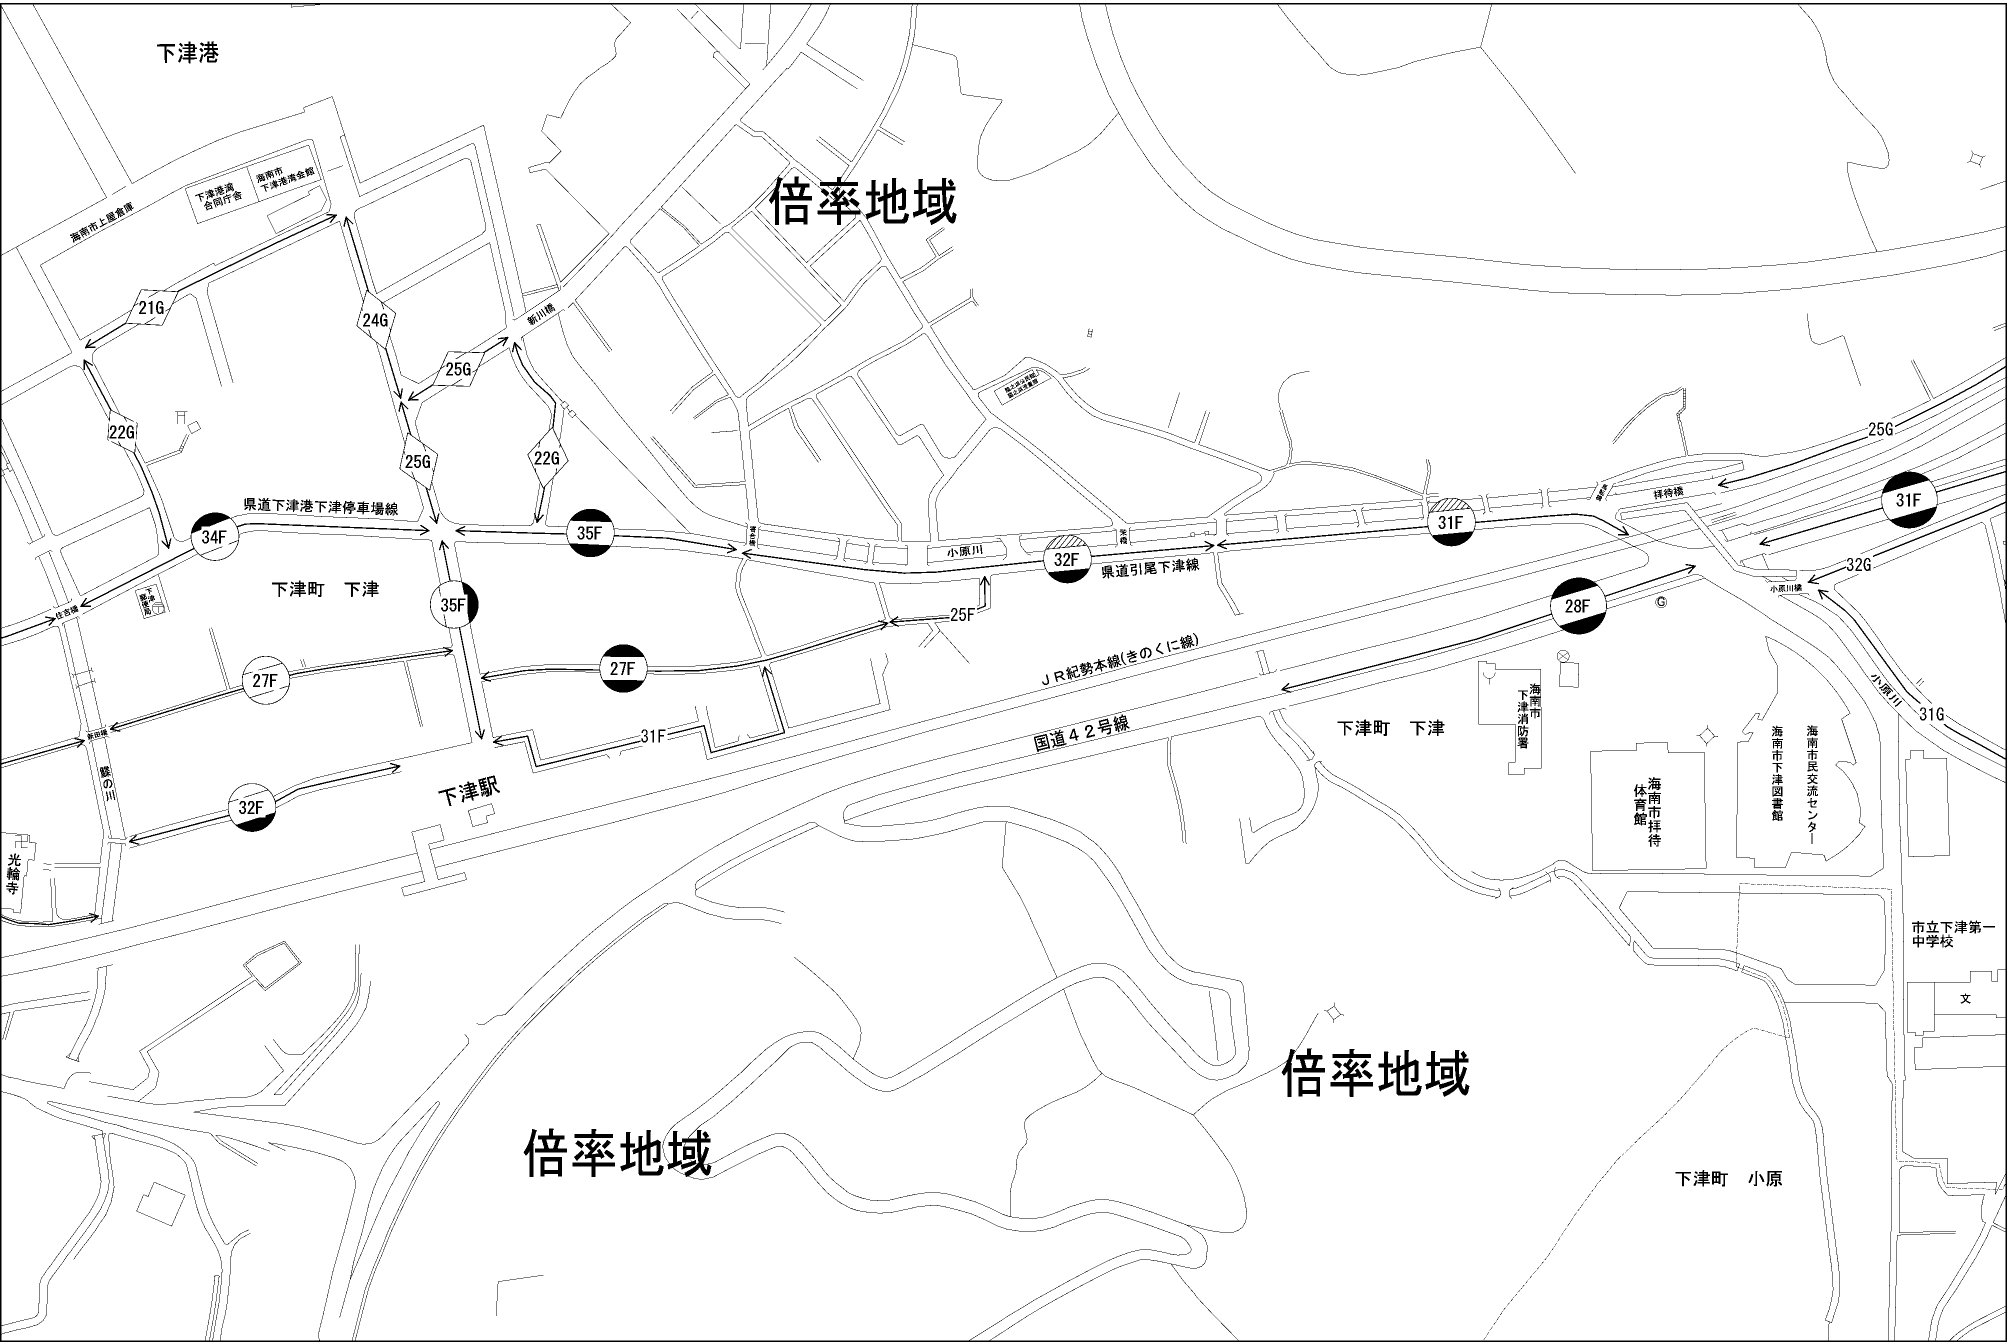 下津港
下津港湾
合同庁舎
海南市
下津港湾会館
海南市上屋倉庫
倍率地域
21G
24G
新川橋
25G
22G
25G
22G
25G
県道下津港下津停車場線
34F
35F
31F
31F
拝待橋
32F
小原川
県道引尾下津線
32G
小原川橋
下津町　下津
下津
郵便局
住吉橋
35F
25F
28F
G
27F
27F
ＪＲ紀勢本線(きのくに線)
31F
国道４２号線
下津町　下津
海南市
下津消防署
小原川
31G
32F
下津駅
海南市拝待
体育館
海南市民交流センター
海南市下津図書館
光輪寺
市立下津第一
中学校
文
倍率地域
倍率地域
下津町　小原